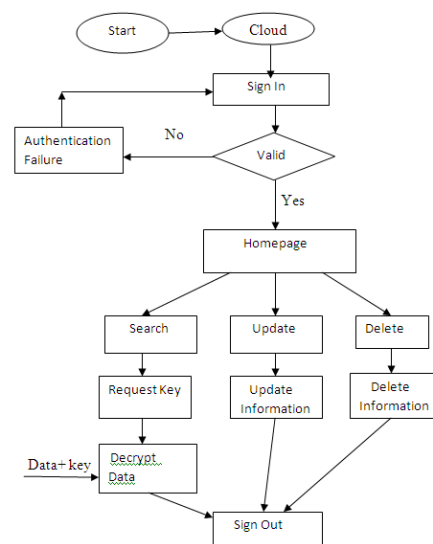 Start
Cloud
Sign In
No
Authentication
Failure
Valid
Yes
Homepage
Search
Update
Delete
Request Key
Update
Information
Delete
Information
Data+ key
Decrypt
Data
Sign Out